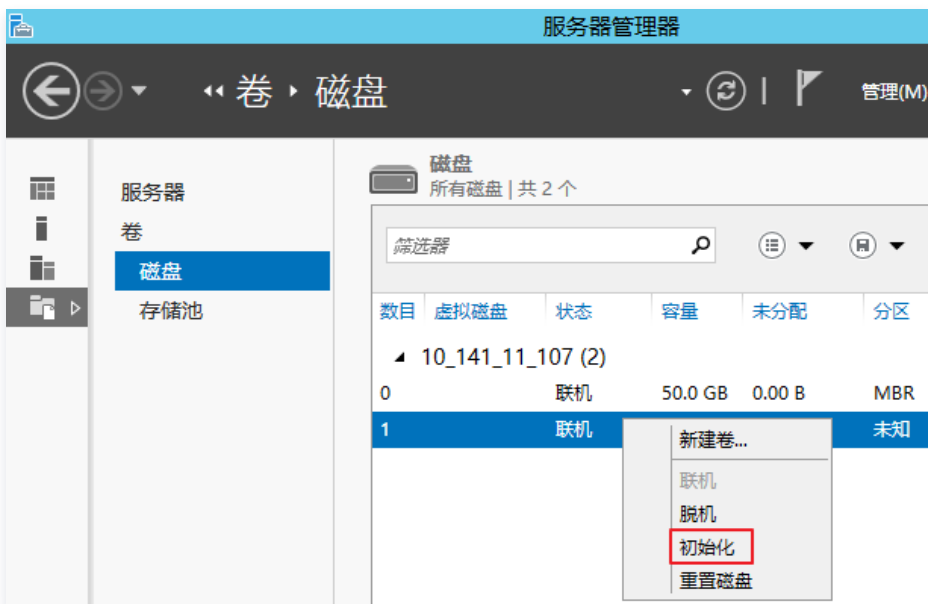 服务器管理器
卷 磁盘
管理(M)
服务器
卷
磁盘
存储池
磁盘
所有磁盘 | 共 2 个
筛选器
数目 虚拟磁盘 状态 容量 未分配 分区
10_141_11_107 (2)
0 联机 50.0 GB 0.00 B MBR
1 联机 未知
新建卷...
联机
脱机
初始化
重置磁盘